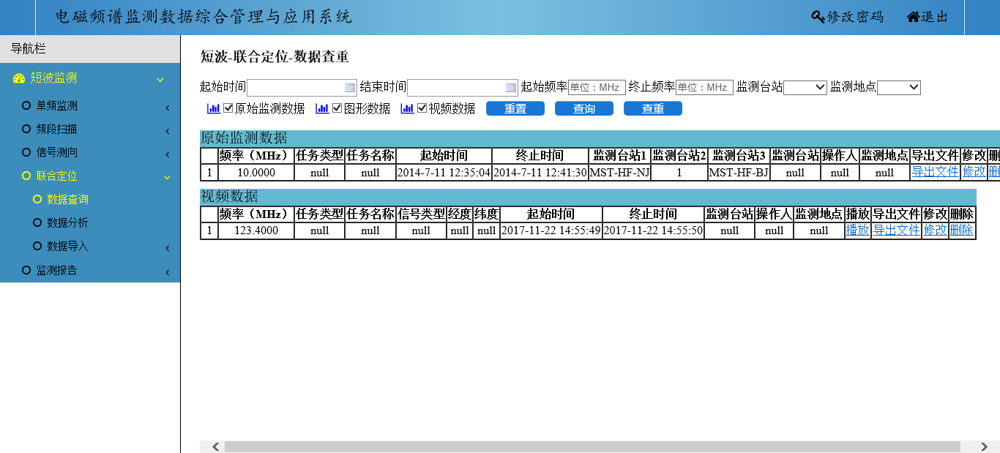 电磁频谱监测数据综合管理与应用系统 修改密码 退出
导航栏
短波监测
单频监测
频段扫描
信号测向
联合定位
数据查询
数据分析
数据导入
监测报告
短波-联合定位-数据查重
起始时间 结束时间 起始频率 单位：MHz 终止频率 单位：MHz 监测台站 监测地点
原始监测数据 图形数据 视频数据 重置 查询 查重
原始监测数据
频率（MHz） 任务类型 任务名称 起始时间 终止时间 监测台站1 监测台站2 监测台站3 监测台站 操作人 监测地点 导出文件 修改 删
1 10.0000 null null 2014-7-11 12:35:04 2014-7-11 12:41:30 MST-HF-NJ 1 MST-HF-BJ null null null 导出文件 修改 删
视频数据
频率（MHz） 任务类型 任务名称 信号类型 经度 纬度 起始时间 终止时间 监测台站 操作人 监测地点 播放 导出文件 修改 删除
1 123.4000 null null null null null 2017-11-22 14:55:49 2017-11-22 14:55:50 null null null 播放 导出文件 修改 删除